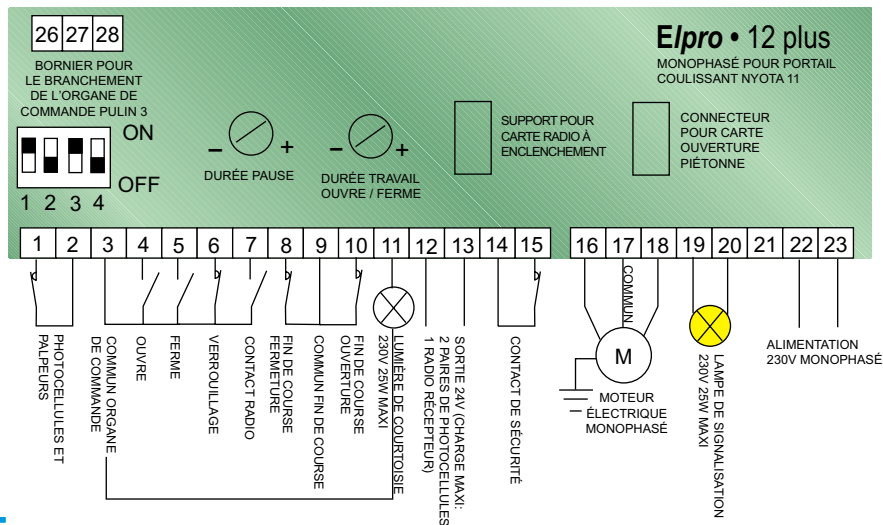 26 27 28
BORNIER POUR
LE BRANCHEMENT
DE L'ORGANE DE
COMMANDE PULIN 3
ON
OFF
1 2 3 4
– +
DURÉE PAUSE
– +
DURÉE TRAVAIL
OUVRE / FERME
SUPPORT POUR
CARTE RADIO À
ENCLENCHEMENT
Elpro • 12 plus
MONOPHASÉ POUR PORTAIL
COULISSANT NYOTA 11
CONNECTEUR
POUR CARTE
OUVERTURE
PIÉTONNE
1 2 3 4 5 6 7 8 9 10 11 12 13 14 15 16 17 18 19 20 21 22 23
PHOTOCELLULES ET
PALPEURS
COMMUN ORGANE
DE COMMANDE
OUVRE
FERME
VERROUILLAGE
CONTACT RADIO
FIN DE COURSE
FERMETURE
COMMUN FIN DE COURSE
FIN DE COURSE
OUVERTURE
LUMIÈRE DE COURTOISIE
230V 25W MAXI
SORTIE 24V (CHARGE MAXI:
2 PAIRES DE PHOTOCELLULES
1 RADIO RÉCEPTEUR)
CONTACT DE SÉCURITÉ
COMMUN
M
MOTEUR
ÉLECTRIQUE
MONOPHASÉ
LAMPE DE SIGNALISATION
230V 25W MAXI
ALIMENTATION
230V MONOPHASÉ